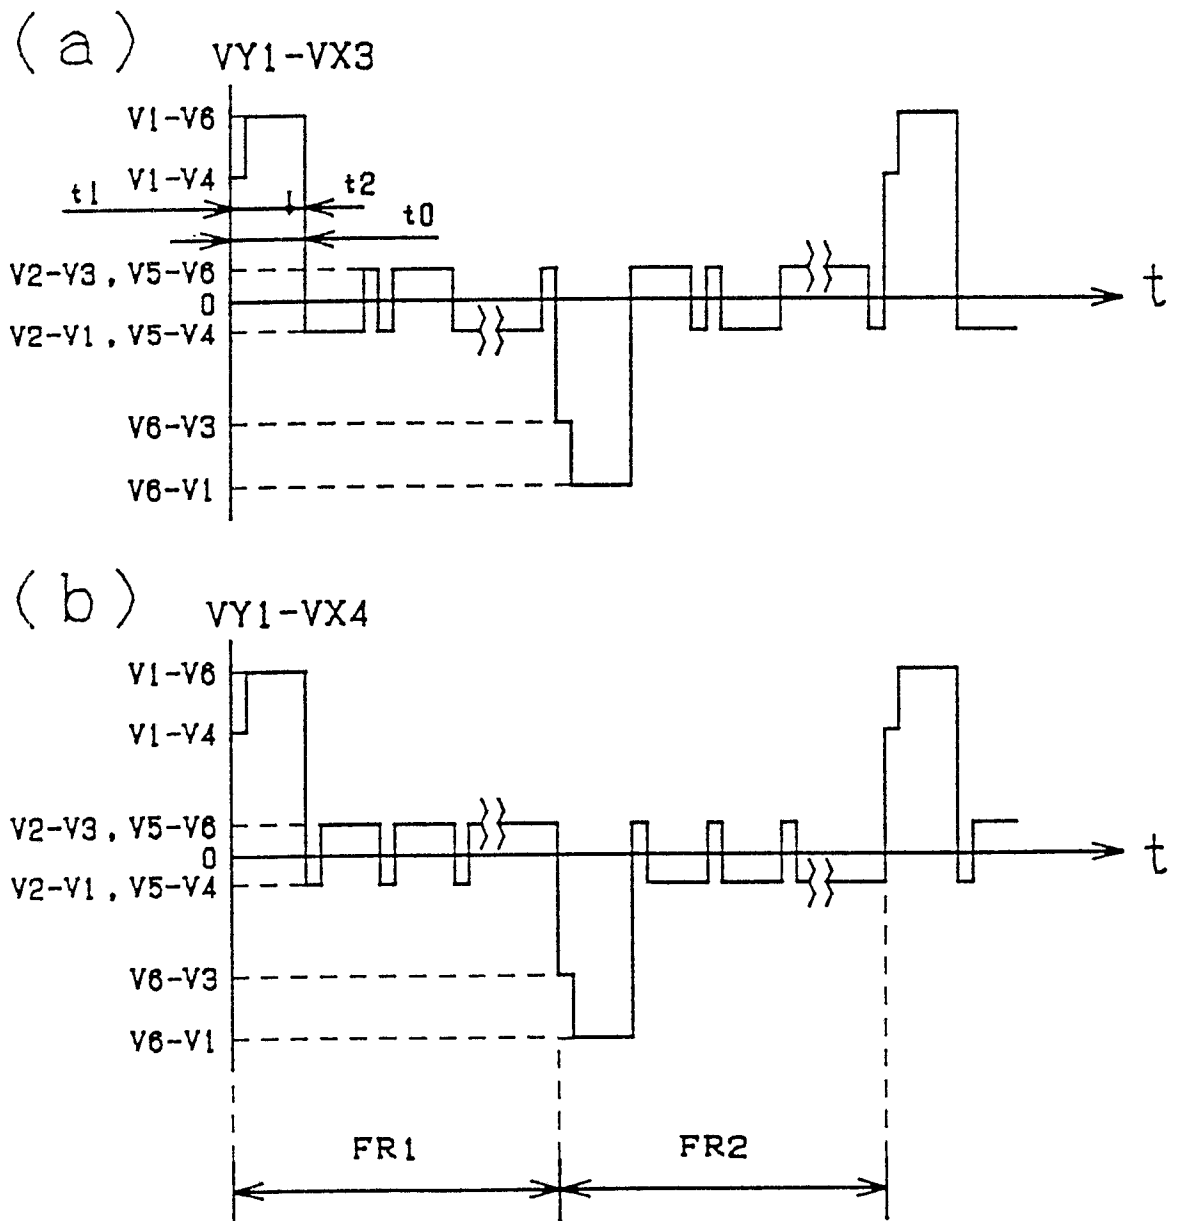 (a)
VY1-VX3
V1-V6
V1-V4
t1
t2
t0
V2-V3, V5-V6
0
V2-V1, V5-V4
V6-V3
V6-V1
t
(b)
VY1-VX4
V1-V6
V1-V4
V2-V3, V5-V6
0
V2-V1, V5-V4
V6-V3
V6-V1
t
FR1
FR2